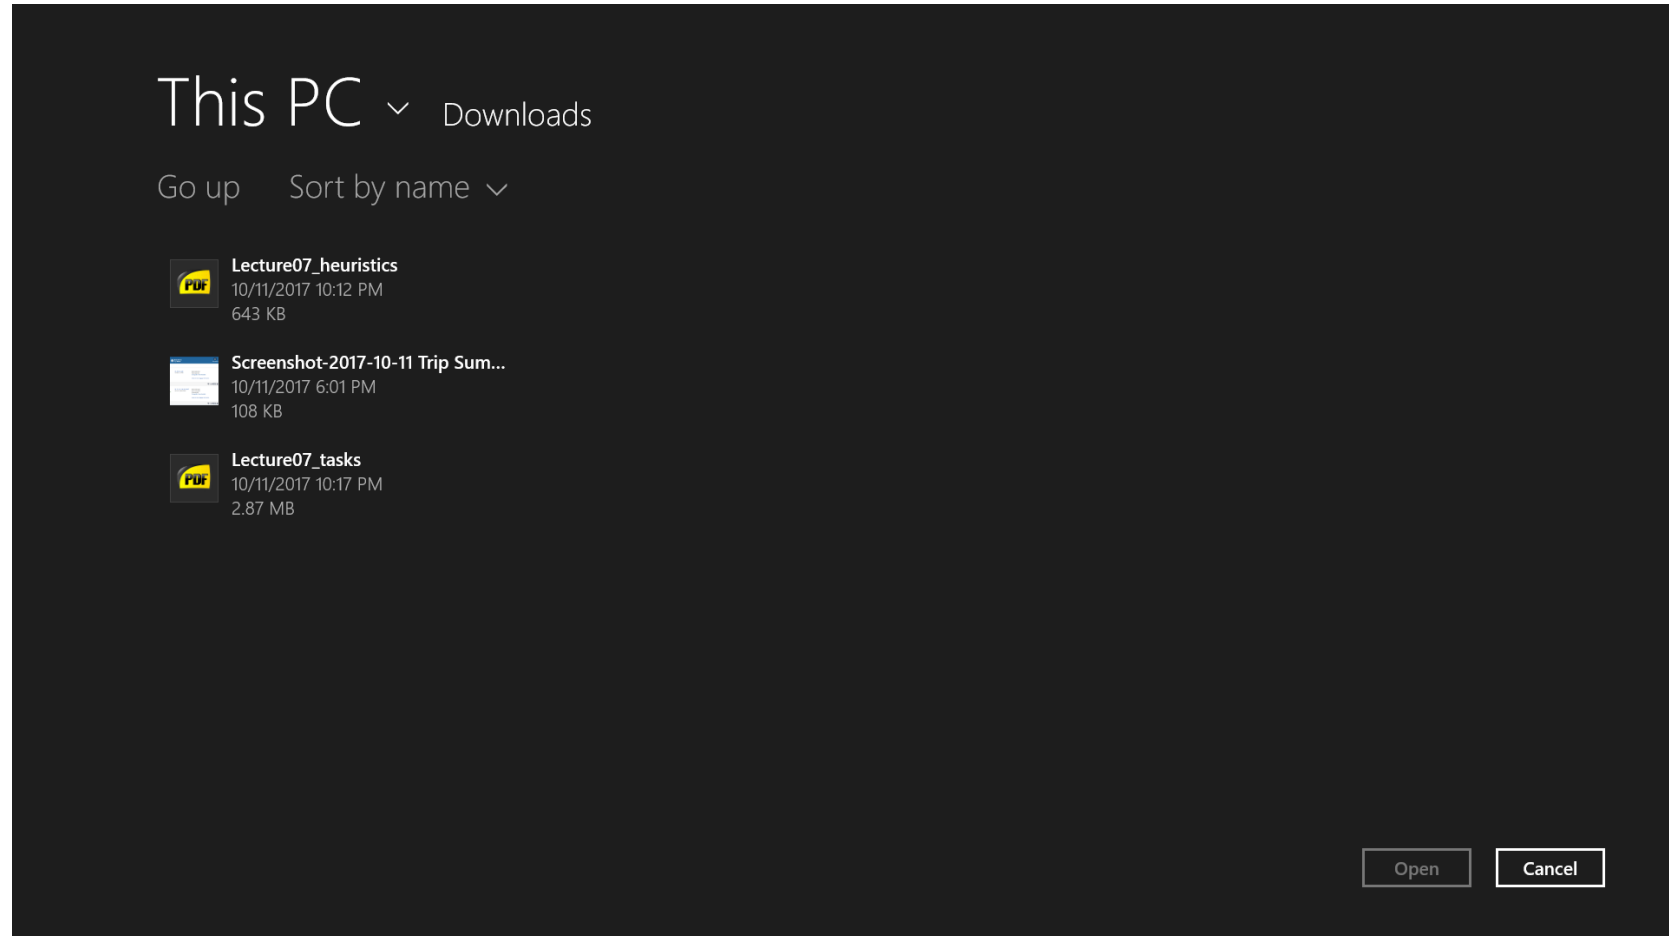 This PC Downloads
Go up Sort by name
PDF
Lecture07_heuristics
10/11/2017 10:12 PM
643 KB
Screenshot-2017-10-11 Trip Sum...
10/11/2017 6:01 PM
108 KB
PDF
Lecture07_tasks
10/11/2017 10:17 PM
2.87 MB
Open Cancel